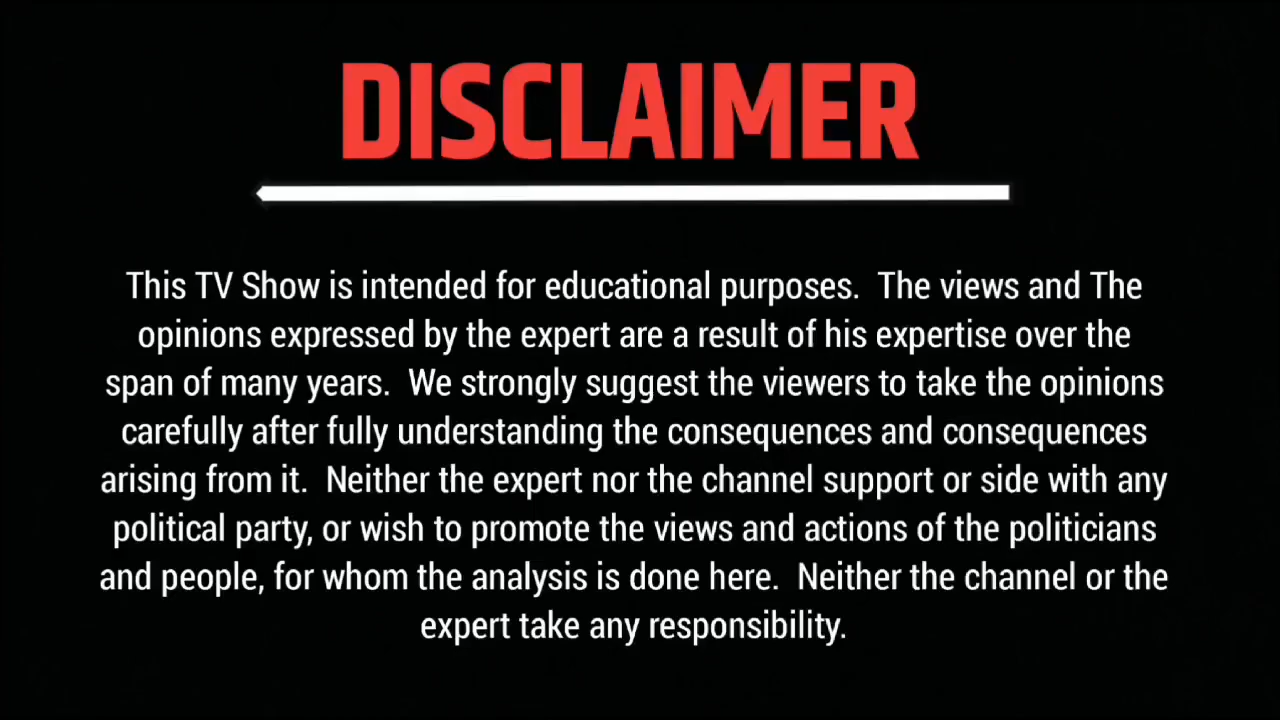 DISCLAIMER
This TV Show is intended for educational purposes.  The views and The
opinions expressed by the expert are a result of his expertise over the
span of many years.  We strongly suggest the viewers to take the opinions
carefully after fully understanding the consequences and consequences
arising from it.  Neither the expert nor the channel support or side with any
political party, or wish to promote the views and actions of the politicians
and people, for whom the analysis is done here.  Neither the channel or the
expert take any responsibility.